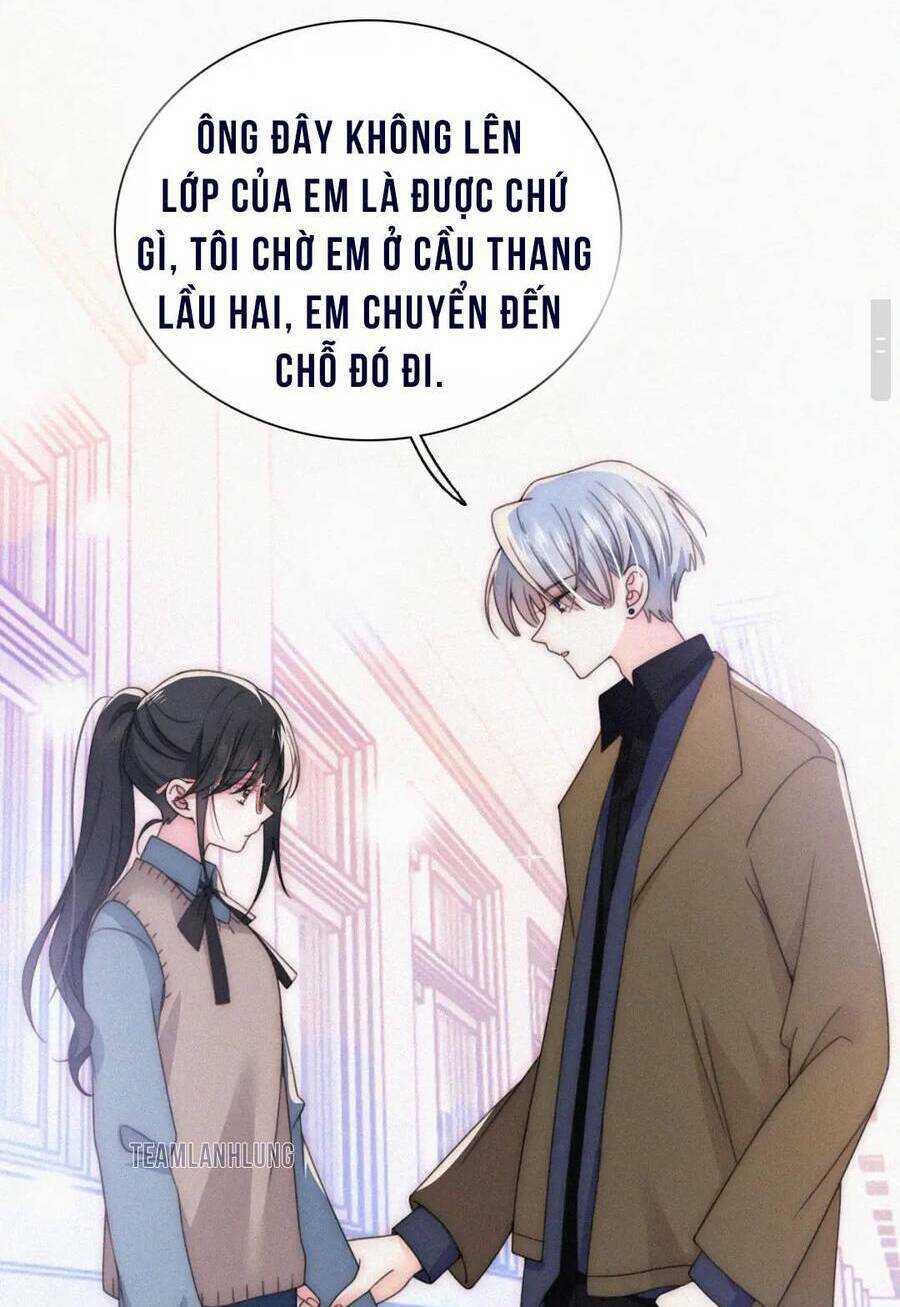 ÔNG ĐÂY KHÔNG LÊN
LỚP CỦA EM LÀ ĐƯỢC CHỨ
GÌ, TÔI CHỜ EM Ở CẦU THANG
LẦU HAI, EM CHUYỂN ĐẾN
CHỖ ĐÓ ĐI.
TEAMLANHLUNG